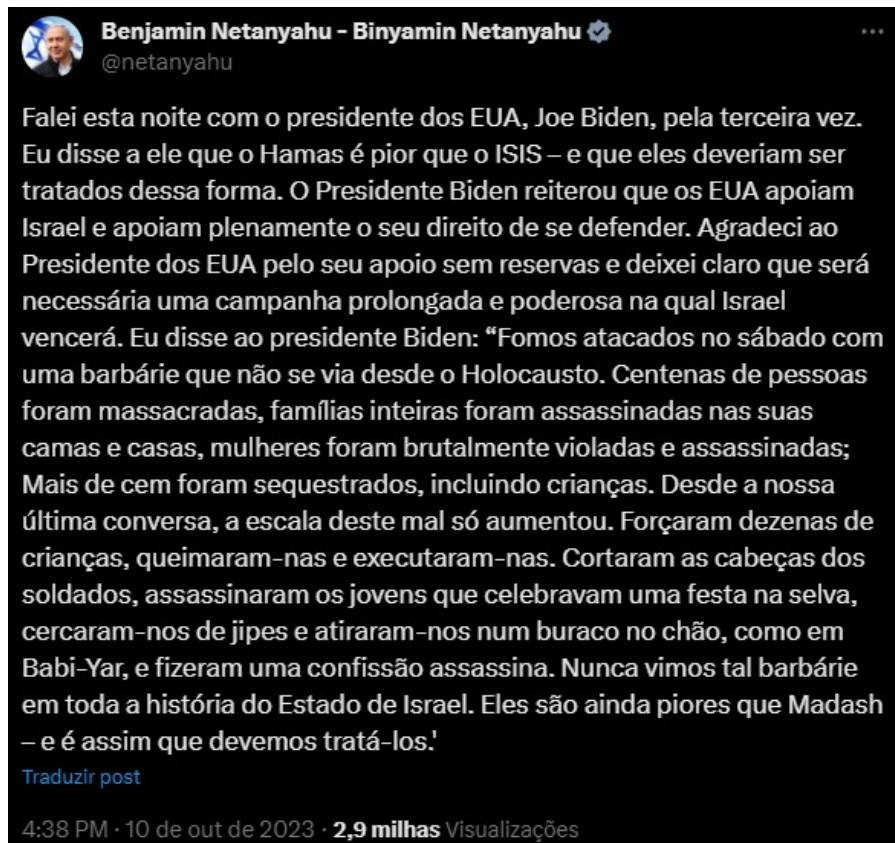 Benjamin Netanyahu - Binyamin Netanyahu
@netanyahu
Falei esta noite com o presidente dos EUA, Joe Biden, pela terceira vez.
Eu disse a ele que o Hamas é pior que o ISIS – e que eles deveriam ser
tratados dessa forma. O Presidente Biden reiterou que os EUA apoiam
Israel e apoiam plenamente o seu direito de se defender. Agradeci ao
Presidente dos EUA pelo seu apoio sem reservas e deixei claro que será
necessária uma campanha prolongada e poderosa na qual Israel
vencerá. Eu disse ao presidente Biden: “Fomos atacados no sábado com
uma barbárie que não se via desde o Holocausto. Centenas de pessoas
foram massacradas, famílias inteiras foram assassinadas nas suas
camas e casas, mulheres foram brutalmente violadas e assassinadas;
Mais de cem foram sequestrados, incluindo crianças. Desde a nossa
última conversa, a escala deste mal só aumentou. Forçaram dezenas de
crianças, queimaram-nas e executaram-nas. Cortaram as cabeças dos
soldados, assassinaram os jovens que celebravam uma festa na selva,
cercaram-nos de jipes e atiraram-nos num buraco no chão, como em
Babi-Yar, e fizeram uma confissão assassina. Nunca vimos tal barbárie
em toda a história do Estado de Israel. Eles são ainda piores que Madash
– e é assim que devemos tratá-los.'
Traduzir post
4:38 PM · 10 de out de 2023 · 2,9 milhas Visualizações